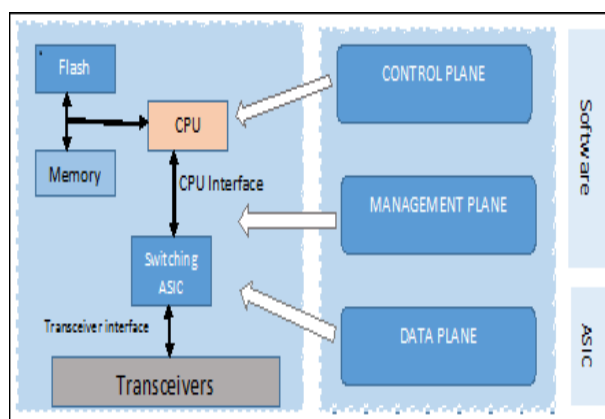 Flash
CPU
Memory
CPU Interface
Switching
ASIC
Transceiver interface
Transceivers
CONTROL PLANE
MANAGEMENT PLANE
DATA PLANE
Software
ASIC